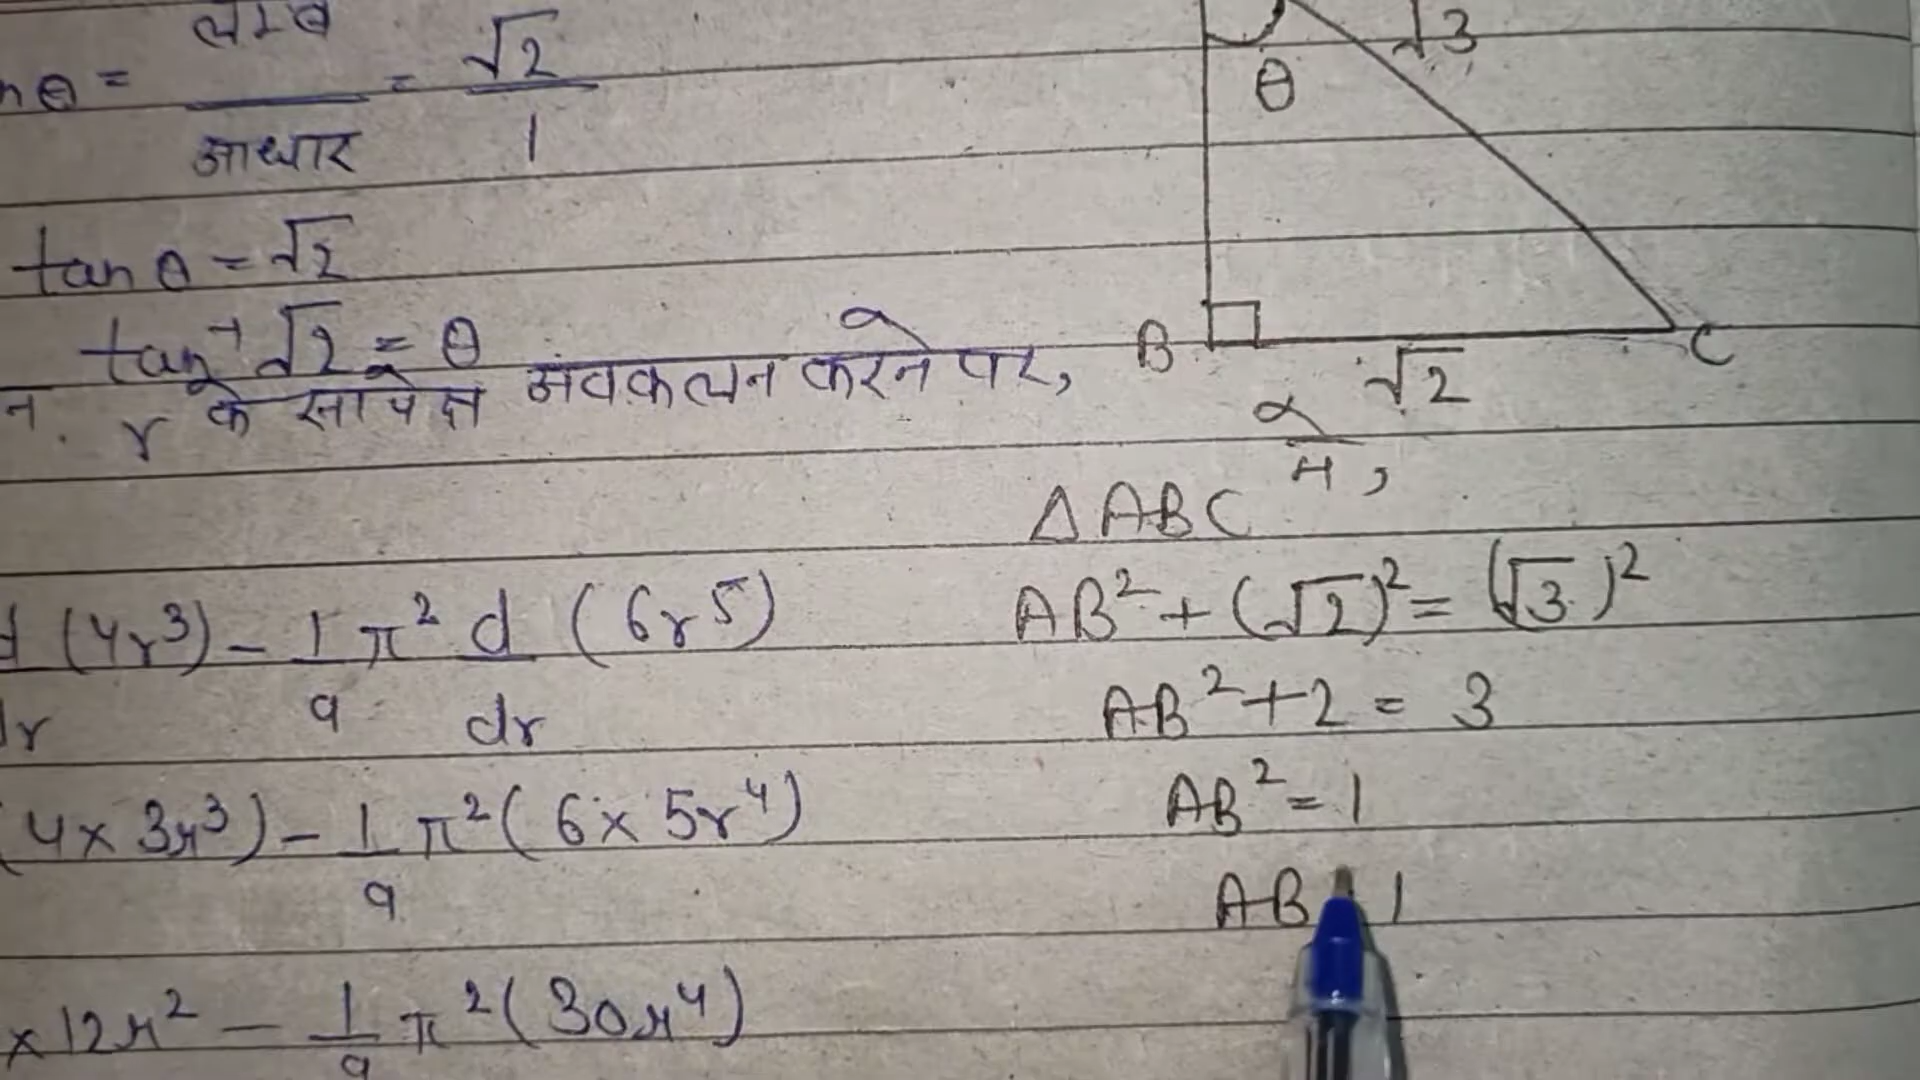 लम्ब
θ = ─── = √2/1
आधार
tan θ = √2
tan⁻¹ √2 = θ
r के सापेक्ष अवकलन करने पर,
(4r³) - 1/9 π² d/dr (6r⁵)
(4×3r³) - 1/9 π² (6×5r⁴)
×12r² - 1/9 π² (30r⁴)
√3
θ
B
C
√2
ΔABC में,
AB² + (√2)² = (√3)²
AB² + 2 = 3
AB² = 1
AB 1